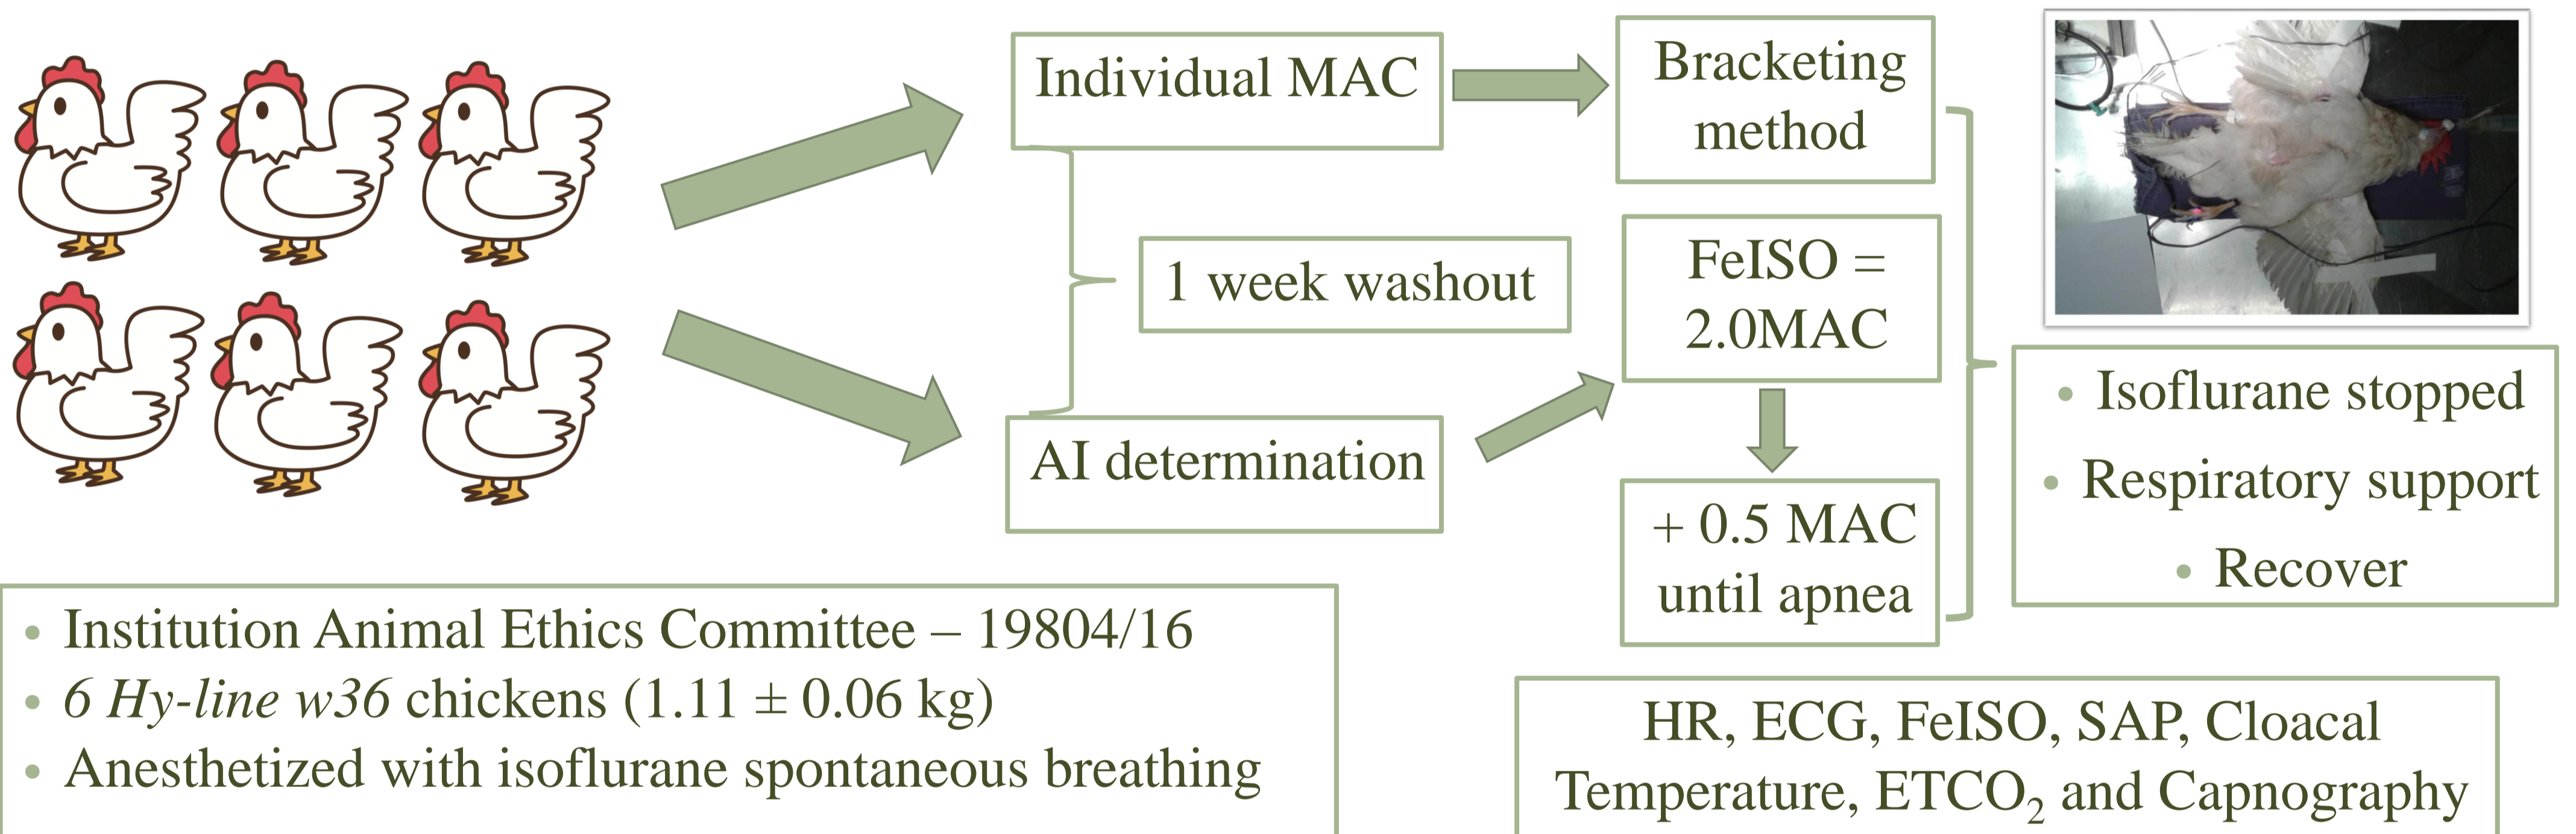 Individual MAC
Bracketing
method
1 week washout
FeISO =
2.0MAC
AI determination
+ 0.5 MAC
until apnea
• Isoflurane stopped
• Respiratory support
• Recover
• Institution Animal Ethics Committee – 19804/16
• 6 Hy-line w36 chickens (1.11 ± 0.06 kg)
• Anesthetized with isoflurane spontaneous breathing
HR, ECG, FeISO, SAP, Cloacal
Temperature, ETCO₂ and Capnography